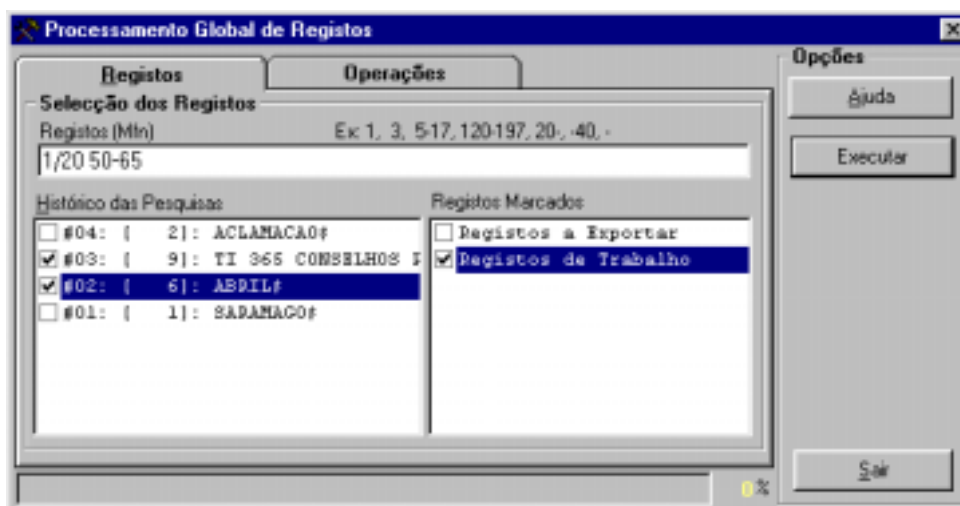 Processamento Global de Registos
Registos Operações
Selecção dos Registos
Registos (Mfn) Ex: 1, 3, 5-17, 120-197, 20-, -40, -
1/20 50-65
Histórico das Pesquisas
#04: [ 2]: ACLAMACAO$
#03: [ 9]: TI 365 CONSELHOS
#02: [ 6]: ABRIL$
#01: [ 1]: SARAMAGO$
Registos Marcados
Registos a Exportar
Registos de Trabalho
0%
Opções
Ajuda
Executar
Sair